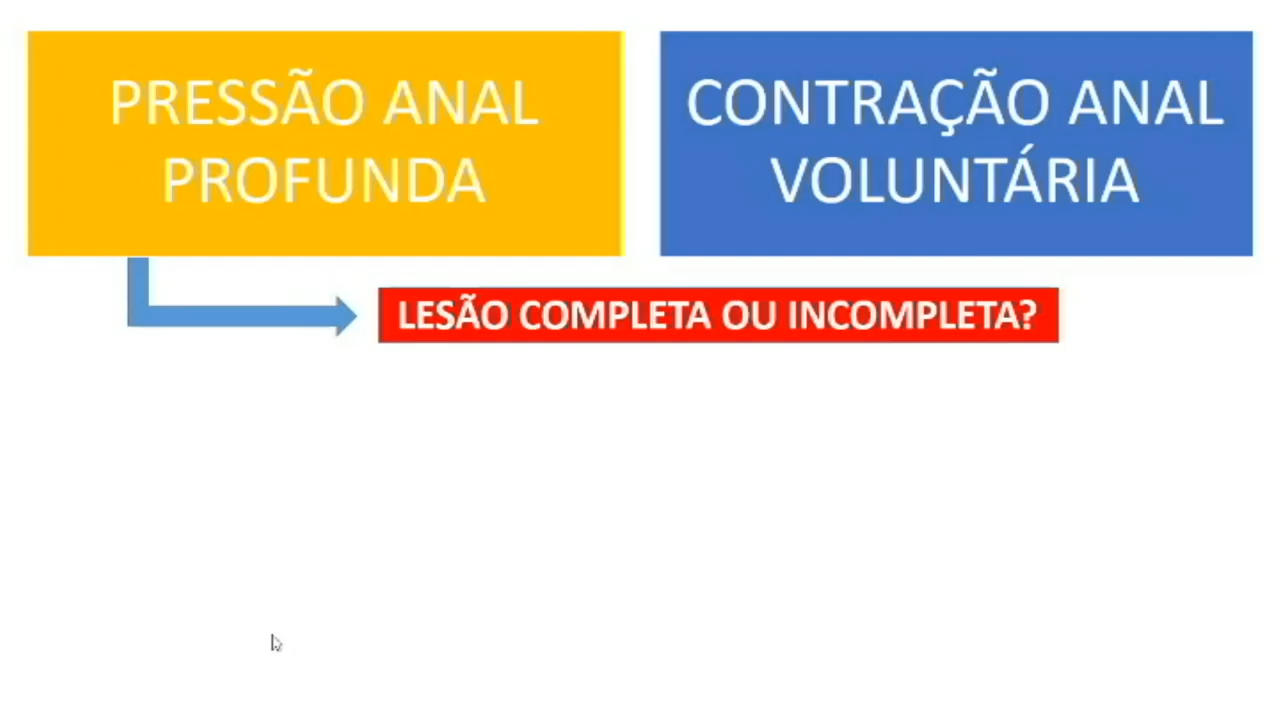 PRESSÃO ANAL
PROFUNDA
CONTRAÇÃO ANAL
VOLUNTÁRIA
LESÃO COMPLETA OU INCOMPLETA?